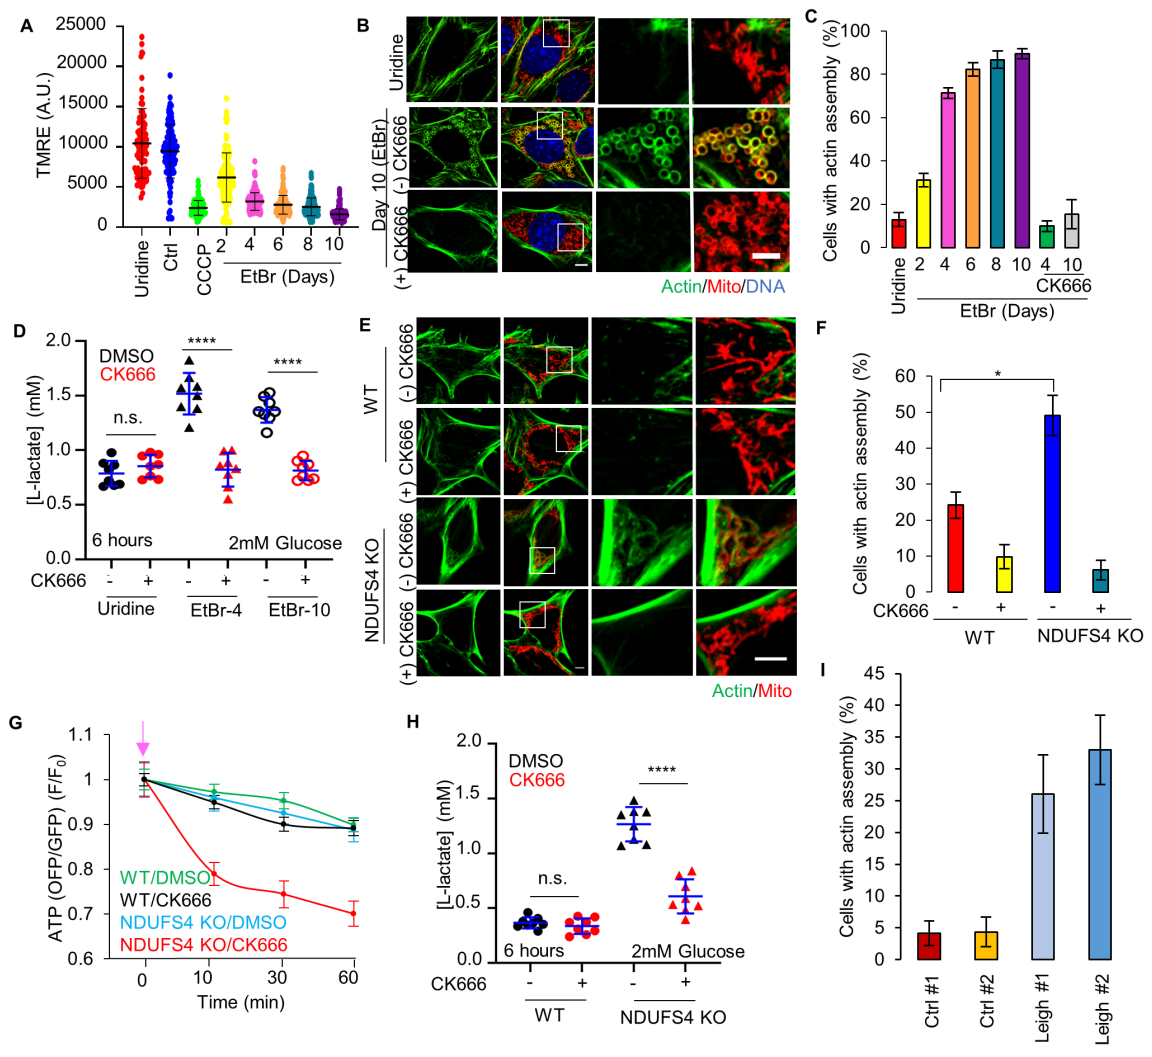 A
TMRE (A.U.)
20000
15000
10000
5000
0
Uridine
Ctrl
CCCP
2
4
6
8
10
EtBr (Days)
B
Uridine
Day 10 (EtBr)
(-) CK666
(+) CK666
Actin/Mito/DNA
C
Cells with actin assembly (%)
100
80
60
40
20
0
Uridine
2
4
6
8
10
4
10
CK666
EtBr (Days)
D
[L-lactate] (mM)
2.0
1.5
1.0
0.5
0.0
DMSO
CK666
n.s.
****
****
6 hours
2mM Glucose
CK666
-
+
-
+
-
+
Uridine
EtBr-4
EtBr-10
E
WT
(-) CK666
(+) CK666
NDUFS4 KO
(-) CK666
(+) CK666
Actin/Mito
F
Cells with actin assembly (%)
60
50
40
30
20
10
0
*
CK666
-
+
-
+
WT
NDUFS4 KO
G
ATP (OFP/GFP) (F/F0)
1.1
1
0.9
0.8
0.7
0.6
WT/DMSO
WT/CK666
NDUFS4 KO/DMSO
NDUFS4 KO/CK666
0
10
30
60
Time (min)
H
[L-lactate] (mM)
2.0
1.5
1.0
0.5
0.0
DMSO
CK666
n.s.
****
6 hours
2mM Glucose
CK666
-
+
-
+
WT
NDUFS4 KO
I
Cells with actin assembly (%)
45
40
35
30
25
20
15
10
5
0
Ctrl #1
Ctrl #2
Leigh #1
Leigh #2